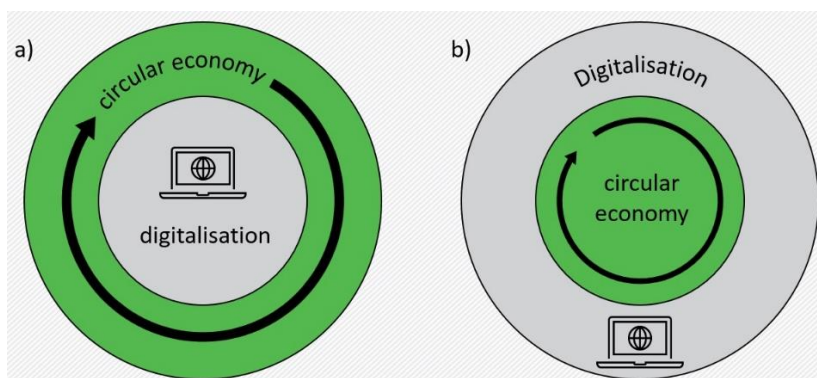 a)
circular economy
digitalisation
b)
Digitalisation
circular
economy